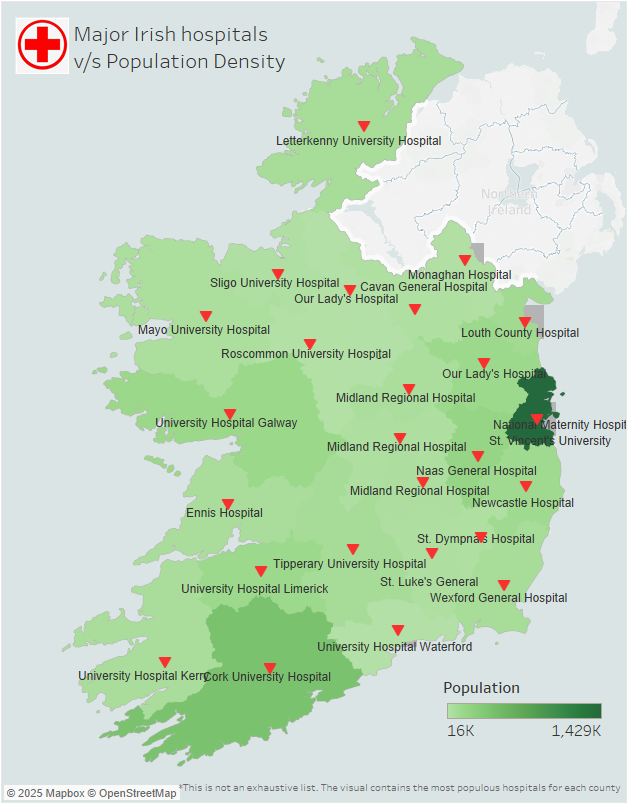 Major Irish hospitals
v/s Population Density
Letterkenny University Hospital
Northern
Ireland
Monaghan Hospital
Sligo University Hospital
Cavan General Hospital
Our Lady's Hospital
Mayo University Hospital
Louth County Hospital
Roscommon University Hospital
Our Lady's Hospital
Midland Regional Hospital
University Hospital Galway
National Maternity Hospit
St. Vincent's University
Midland Regional Hospital
Naas General Hospital
Midland Regional Hospital
Newcastle Hospital
Ennis Hospital
St. Dympna's Hospital
Tipperary University Hospital
St. Luke's General
University Hospital Limerick
Wexford General Hospital
University Hospital Waterford
University Hospital Kerry
Cork University Hospital
Population
16K 1,429K
© 2025 Mapbox © OpenStreetMap
*This is not an exhaustive list. The visual contains the most populous hospitals for each county